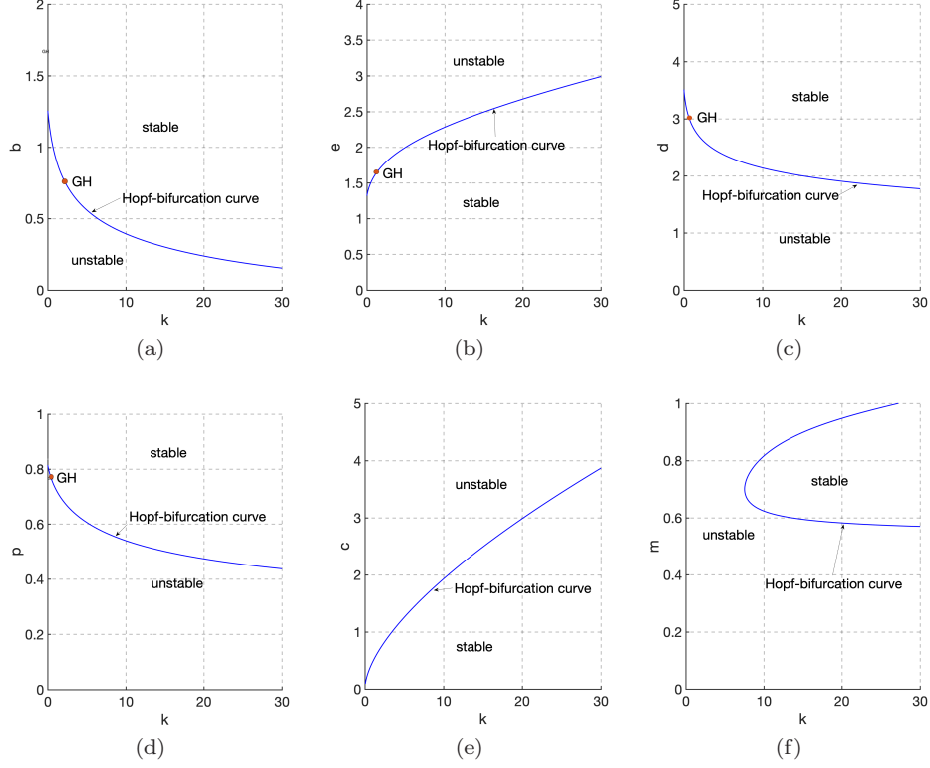 2
1.5
1
0.5
0
b
stable
GH
Hopf-bifurcation curve
unstable
0 10 20 30
k
(a)
4
3.5
3
2.5
2
1.5
1
0.5
0
e
unstable
Hopf-bifurcation curve
GH
stable
0 10 20 30
k
(b)
5
4
3
2
1
0
d
stable
GH
Hopf-bifurcation curve
unstable
0 10 20 30
k
(c)
1
0.8
0.6
0.4
0.2
0
p
stable
GH
Hopf-bifurcation curve
unstable
0 10 20 30
k
(d)
5
4
3
2
1
0
c
unstable
Hopf-bifurcation curve
stable
0 10 20 30
k
(e)
1
0.8
0.6
0.4
0.2
0
m
stable
unstable
Hopf-bifurcation curve
0 10 20 30
k
(f)